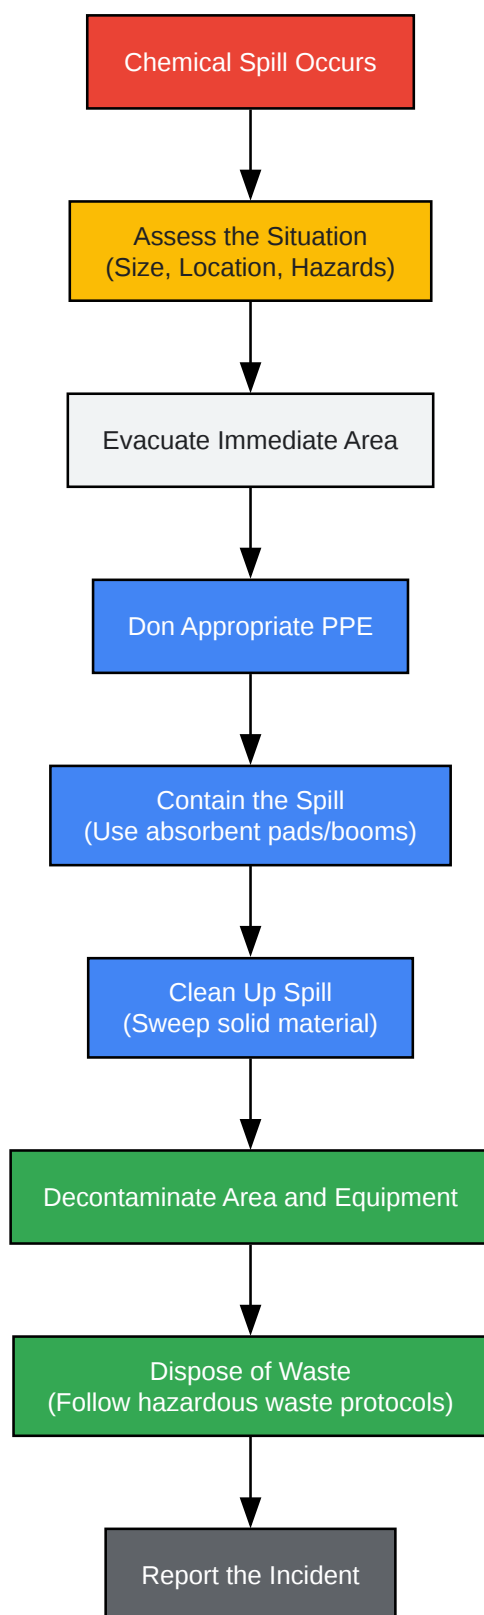 Chemical Spill Occurs
Assess the Situation
(Size, Location, Hazards)
Evacuate Immediate Area
Don Appropriate PPE
Contain the Spill
(Use absorbent pads/booms)
Clean Up Spill
(Sweep solid material)
Decontaminate Area and Equipment
Dispose of Waste
(Follow hazardous waste protocols)
Report the Incident